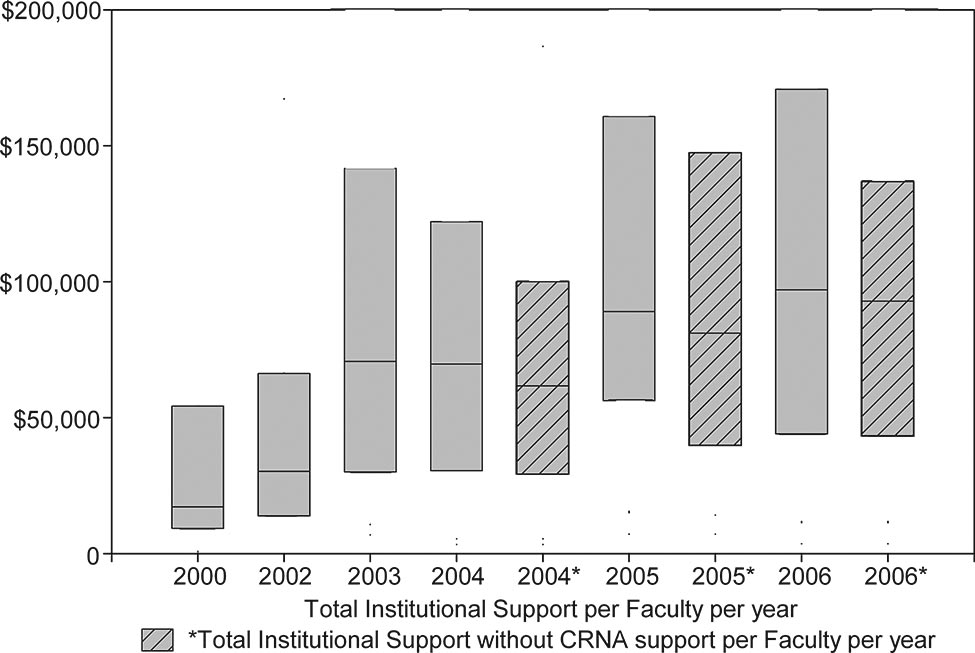 $200,000
$150,000
$100,000
$50,000
0
2000 2002 2003 2004 2004* 2005 2005* 2006 2006*
Total Institutional Support per Faculty per year
*Total Institutional Support without CRNA support per Faculty per year